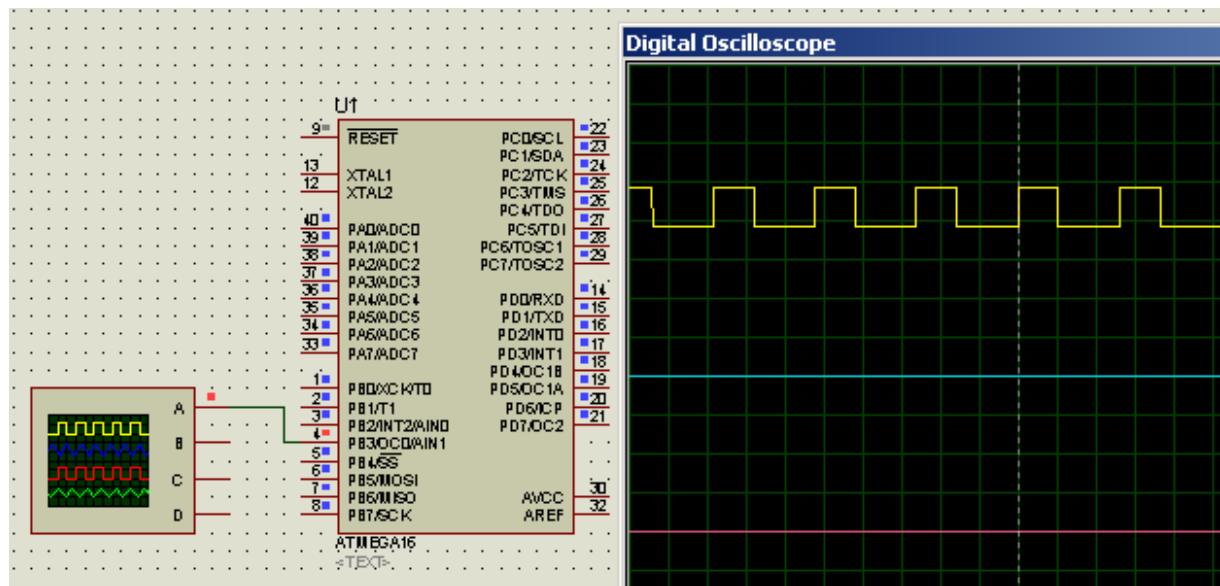 Digital Oscilloscope
U1
9 RESET PC0/SCL 22
PC1/SDA 23
13 XTAL1 PC2/TCK 24
12 XTAL2 PC3/TMS 25
PC4/TDO 26
40 PA0/ADC0 PC5/TDI 27
39 PA1/ADC1 PC6/TOSC1 28
38 PA2/ADC2 PC7/TOSC2 29
37 PA3/ADC3
36 PA4/ADC4 PD0/RXD 14
35 PA5/ADC5 PD1/TXD 15
34 PA6/ADC6 PD2/INT0 16
33 PA7/ADC7 PD3/INT1 17
PD4/OC1B 18
1 PB0/XCK/T0 PD5/OC1A 19
2 PB1/T1 PD6/ICP 20
3 PB2/INT2/AIN0 PD7/OC2 21
4 PB3/OC0/AIN1
5 PB4/SS
6 PB5/MOSI
7 PB6/MISO AVCC 30
8 PB7/SCK AREF 32
A
B
C
D
ATMEGA16
<TEXT>